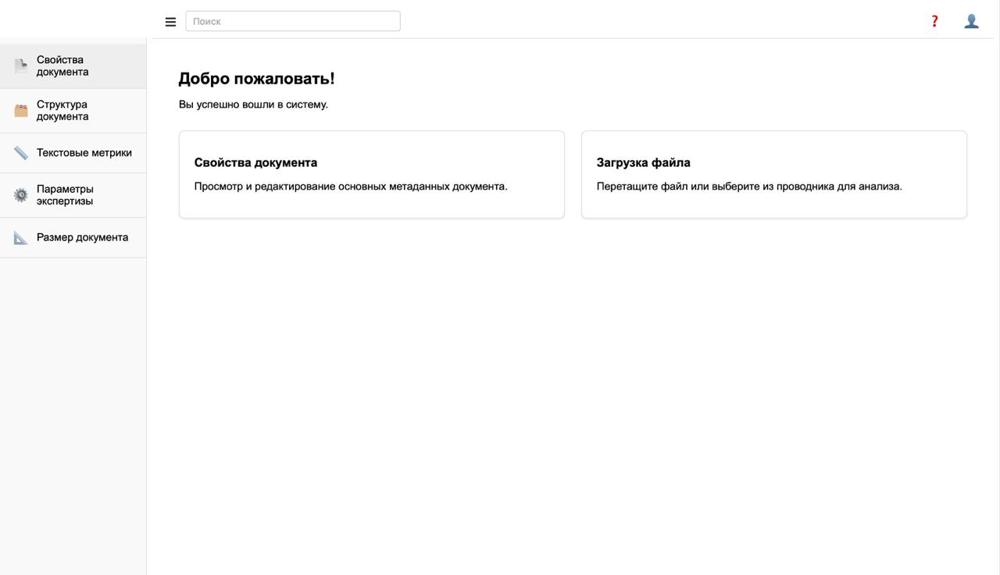 Поиск
❓
Свойства
документа
Структура
документа
Текстовые метрики
Параметры
экспертизы
Размер документа
Добро пожаловать!
Вы успешно вошли в систему.
Свойства документа
Просмотр и редактирование основных метаданных документа.
Загрузка файла
Перетащите файл или выберите из проводника для анализа.